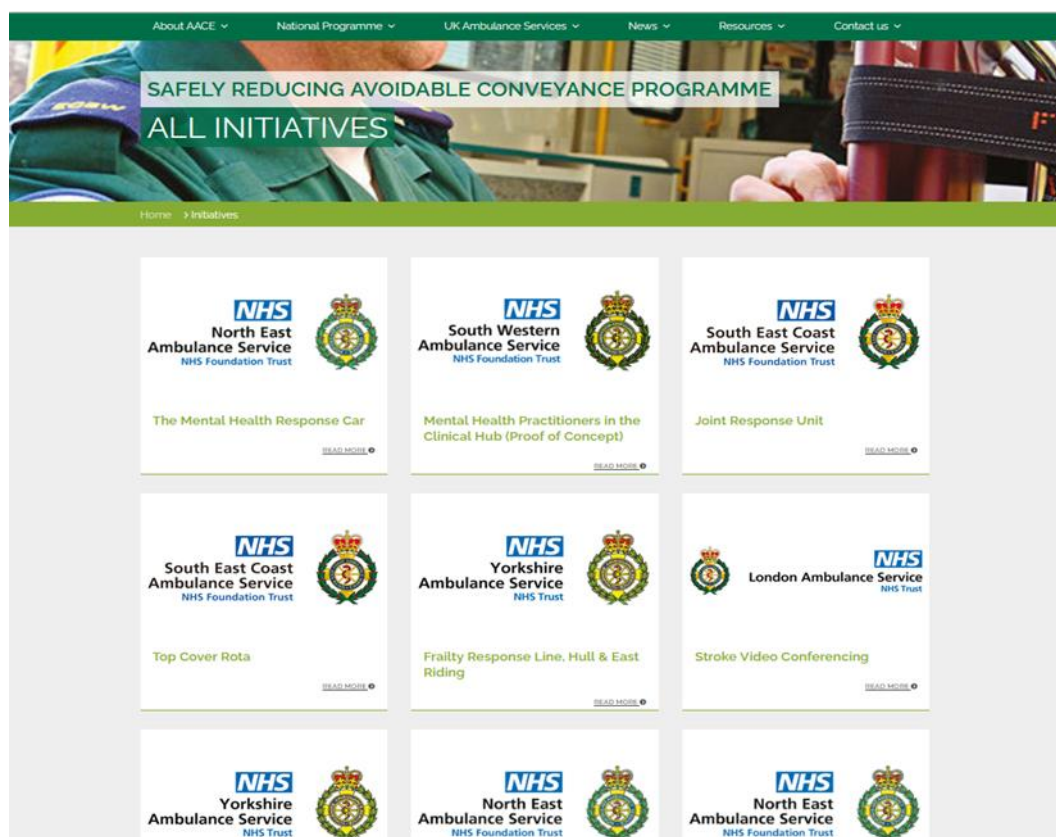 About AACE National Programme UK Ambulance Services News Resources Contact us
SAFELY REDUCING AVOIDABLE CONVEYANCE PROGRAMME
ALL INITIATIVES
Home > Initiatives
NHS
North East
Ambulance Service
NHS Foundation Trust
The Mental Health Response Car
READ MORE
NHS
South Western
Ambulance Service
NHS Foundation Trust
Mental Health Practitioners in the
Clinical Hub (Proof of Concept)
READ MORE
NHS
South East Coast
Ambulance Service
NHS Foundation Trust
Joint Response Unit
READ MORE
NHS
South East Coast
Ambulance Service
NHS Foundation Trust
Top Cover Rota
READ MORE
NHS
Yorkshire
Ambulance Service
NHS Trust
Frailty Response Line, Hull & East
Riding
READ MORE
NHS
London Ambulance Service
NHS Trust
Stroke Video Conferencing
READ MORE
NHS
Yorkshire
Ambulance Service
NHS Trust
NHS
North East
Ambulance Service
NHS Foundation Trust
NHS
North East
Ambulance Service
NHS Foundation Trust